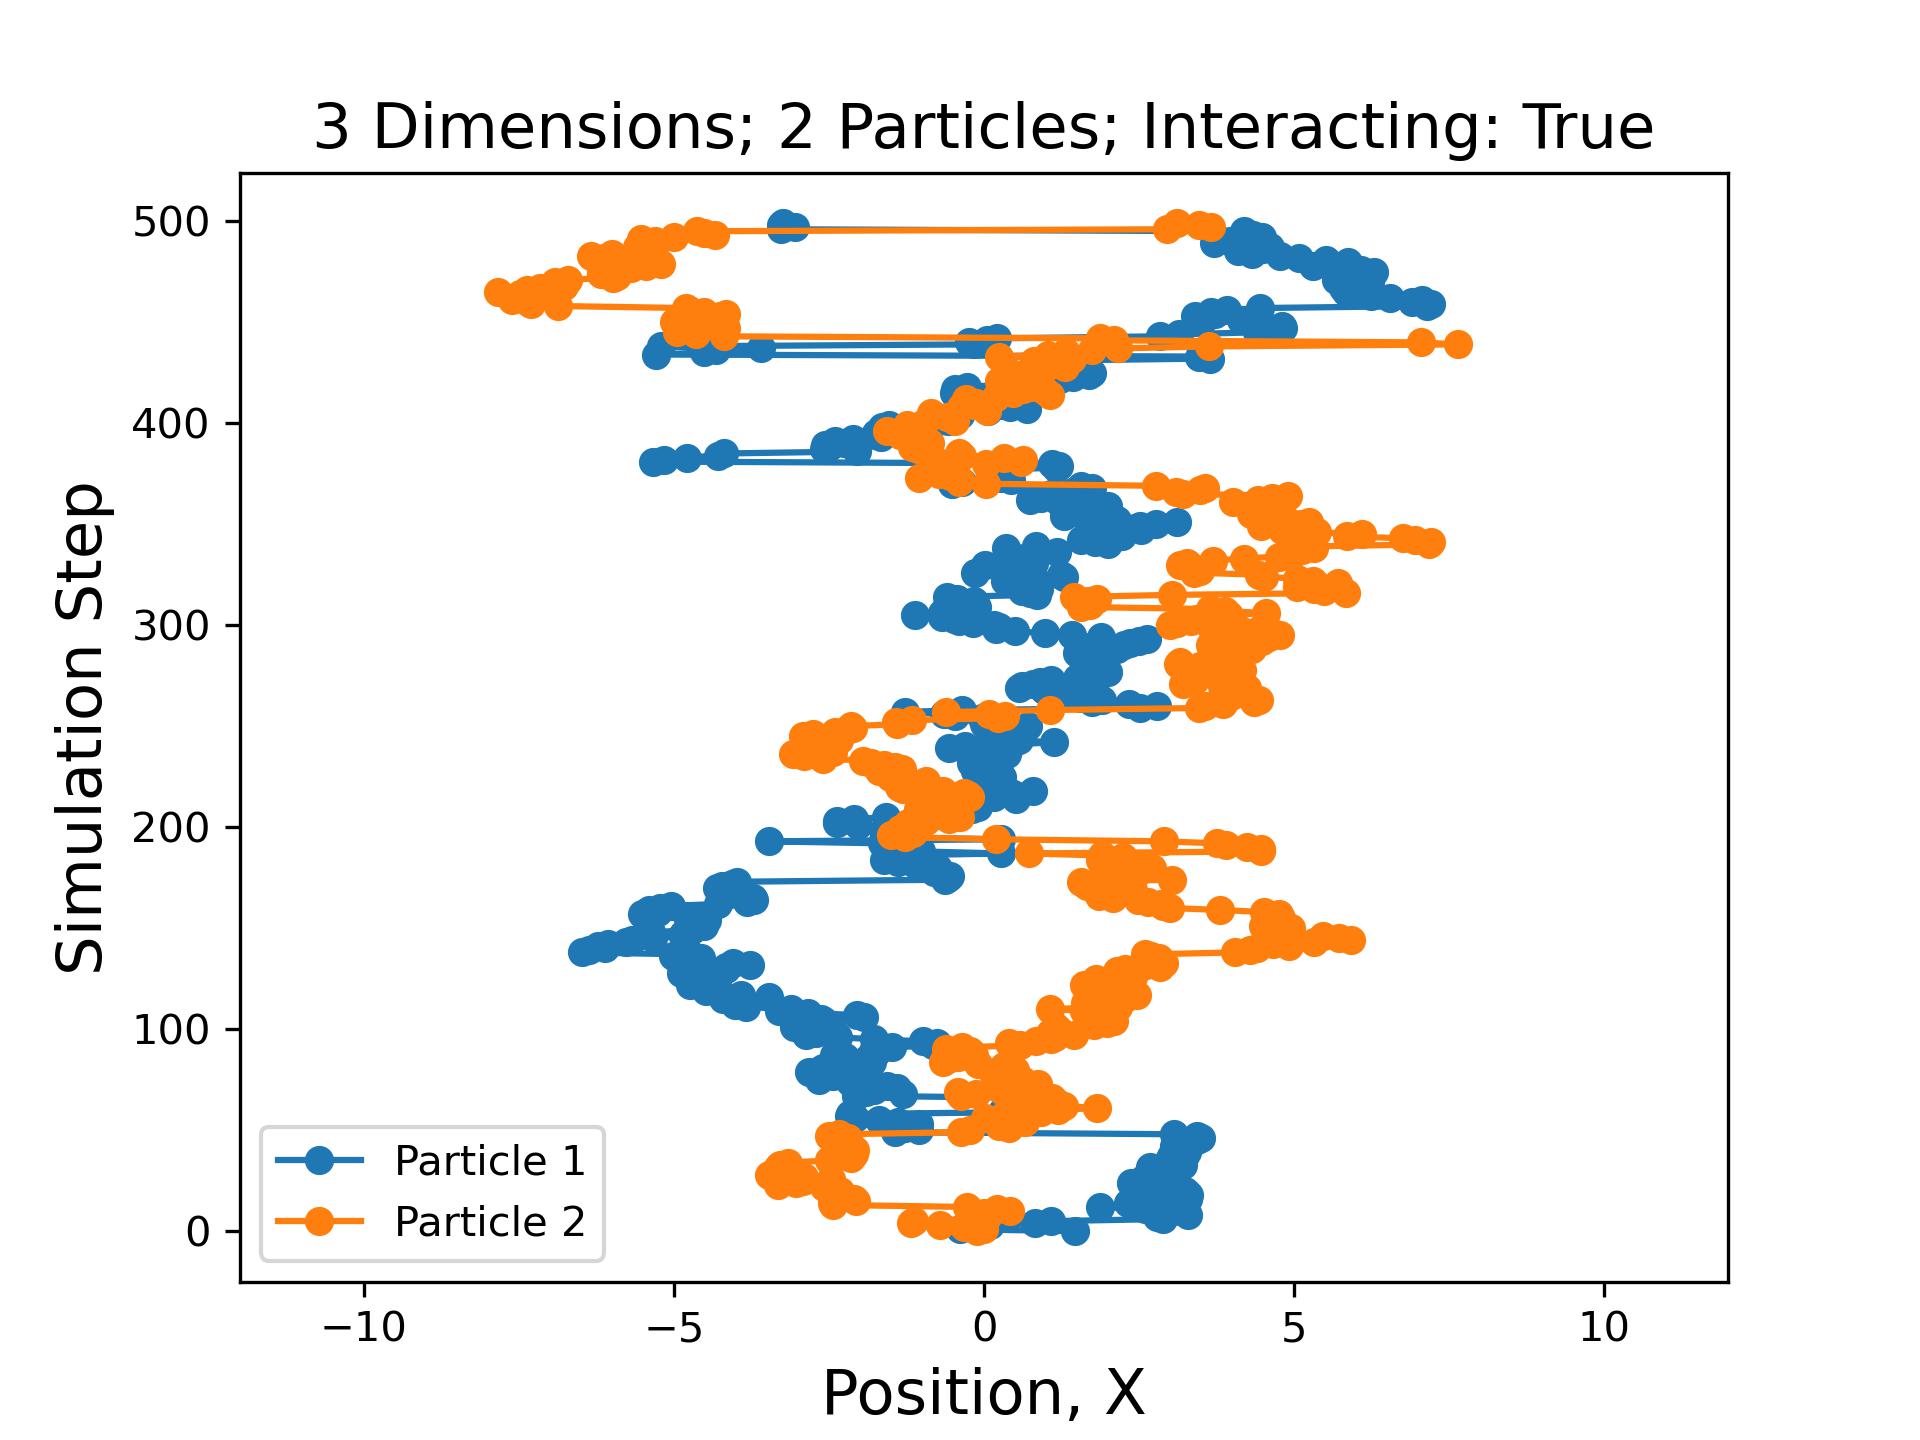 3 Dimensions; 2 Particles; Interacting: True
500
400
300
200
100
0
Simulation Step
Particle 1
Particle 2
−10
−5
0
5
10
Position, X